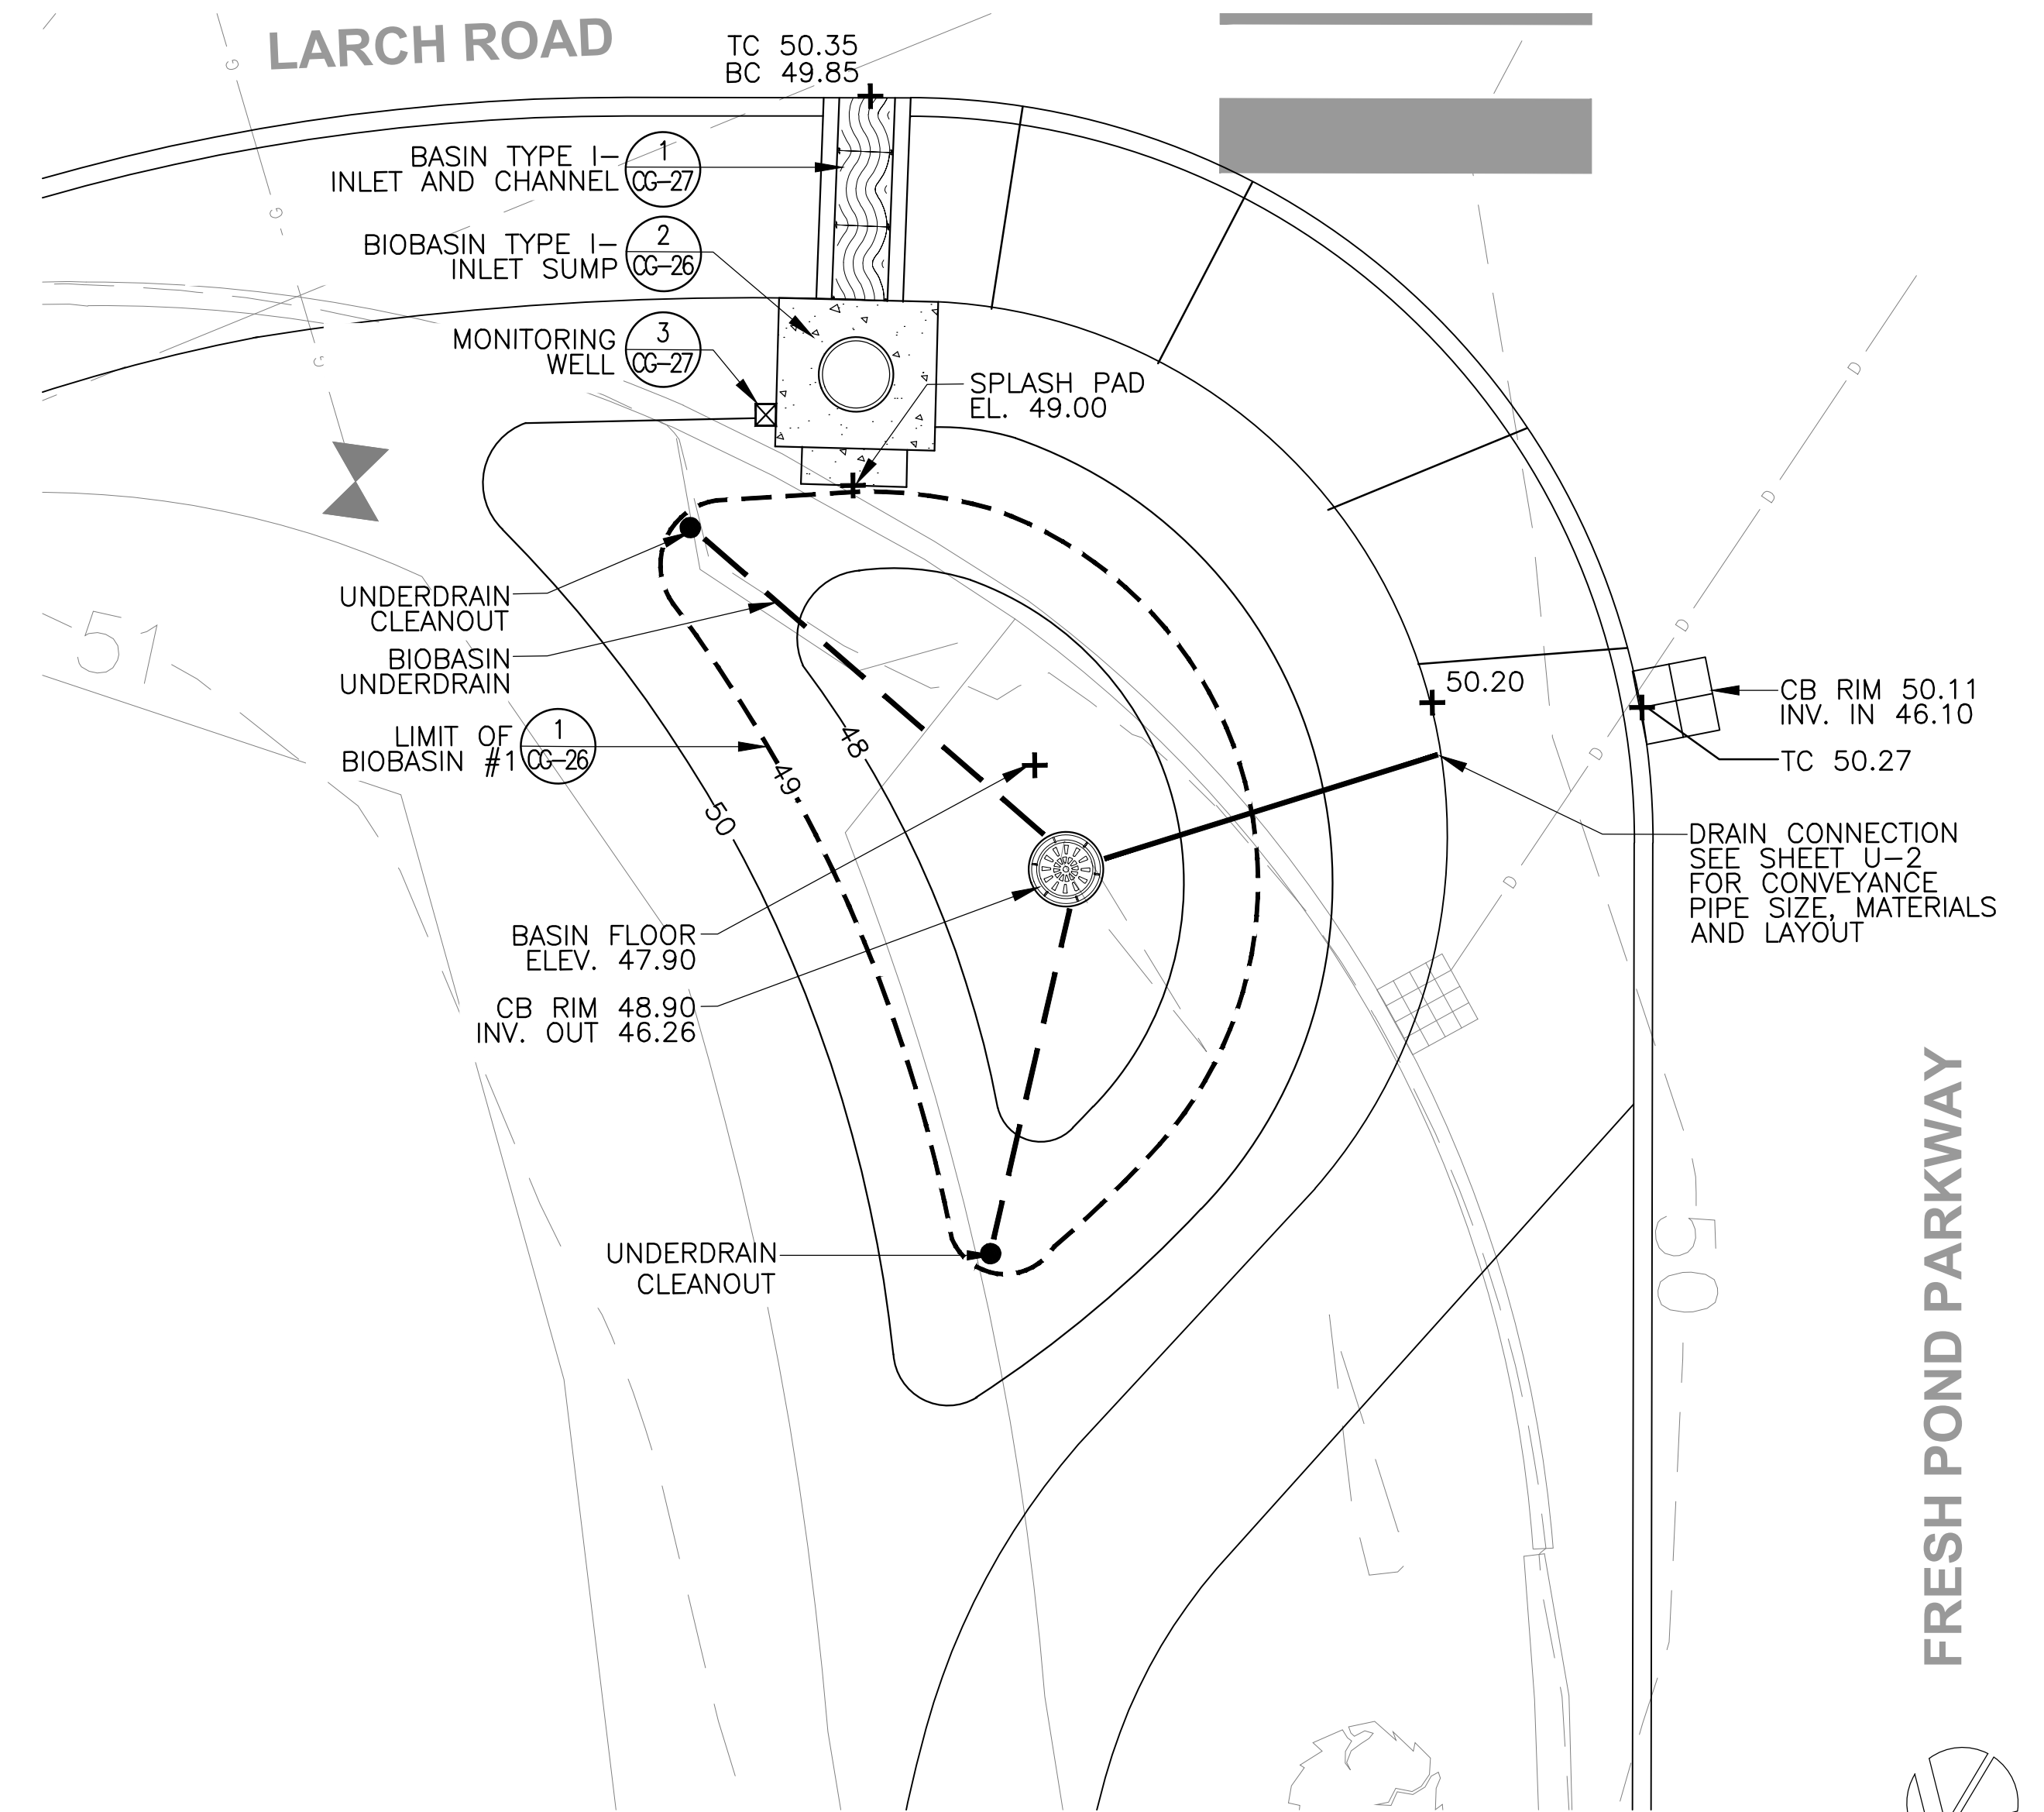 LARCH ROAD
TC 50.35
BC 49.85
G
G
G
BASIN TYPE I-
INLET AND CHANNEL
1
CG-27
BIOBASIN TYPE I-
INLET SUMP
2
CG-26
MONITORING
WELL
3
CG-27
SPLASH PAD
EL. 49.00
D
D
D
D
D
UNDERDRAIN
CLEANOUT
51
BIOBASIN
UNDERDRAIN
LIMIT OF
BIOBASIN #1
1
CG-26
48
49
50
50.20
CB RIM 50.11
INV. IN 46.10
TC 50.27
DRAIN CONNECTION
SEE SHEET U-2
FOR CONVEYANCE
PIPE SIZE, MATERIALS
AND LAYOUT
BASIN FLOOR
ELEV. 47.90
CB RIM 48.90
INV. OUT 46.26
UNDERDRAIN
CLEANOUT
50
FRESH POND PARKWAY